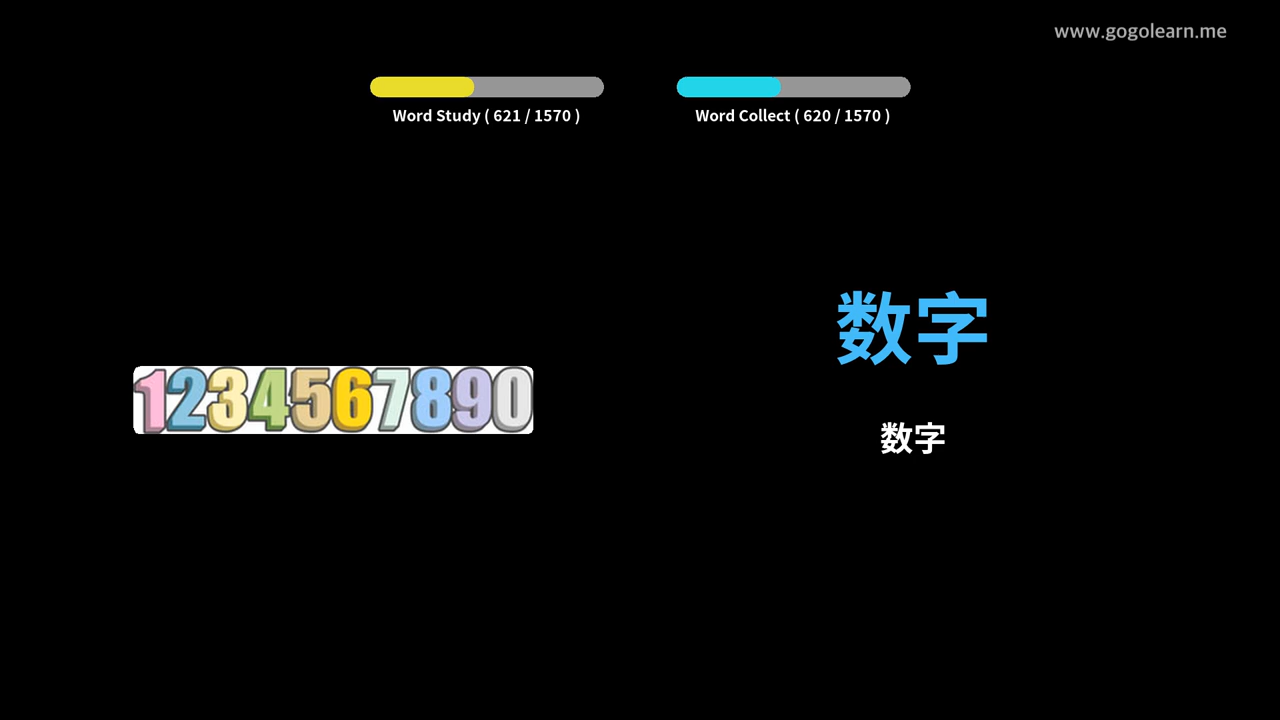 www.gogolearn.me
Word Study ( 621 / 1570 )
Word Collect ( 620 / 1570 )
1234567890
数字
数字